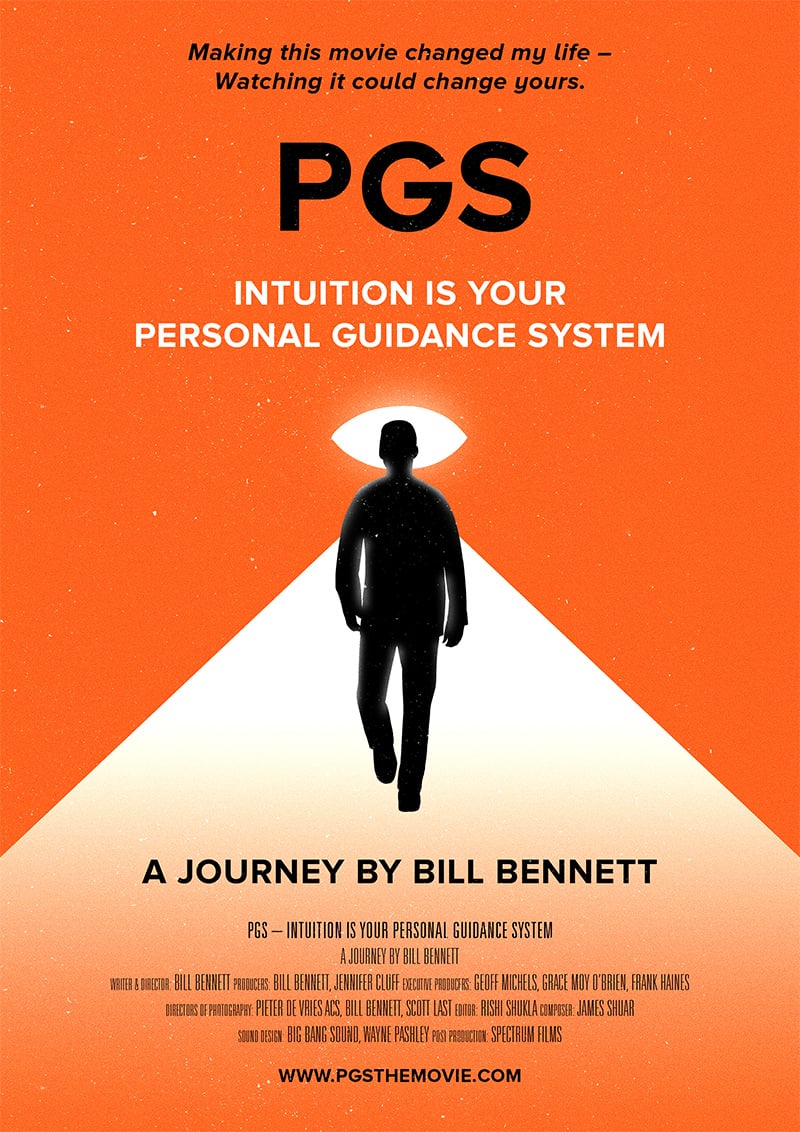 Making this movie changed my life –
Watching it could change yours.
PGS
INTUITION IS YOUR
PERSONAL GUIDANCE SYSTEM
A JOURNEY BY BILL BENNETT
PGS – INTUITION IS YOUR PERSONAL GUIDANCE SYSTEM
A JOURNEY BY BILL BENNETT
WRITER & DIRECTOR: BILL BENNETT PRODUCERS: BILL BENNETT, JENNIFER CLUFF EXECUTIVE PRODUCERS: GEOFF MICHELS, GRACE MOY O'BRIEN, FRANK HAINES
DIRECTORS OF PHOTOGRAPHY: PIETER DE VRIES ACS, BILL BENNETT, SCOTT LAST EDITOR: RISHI SHUKLA COMPOSER: JAMES SHUAR
SOUND DESIGN: BIG BANG SOUND, WAYNE PASHLEY POST PRODUCTION: SPECTRUM FILMS
WWW.PGSTHEMOVIE.COM